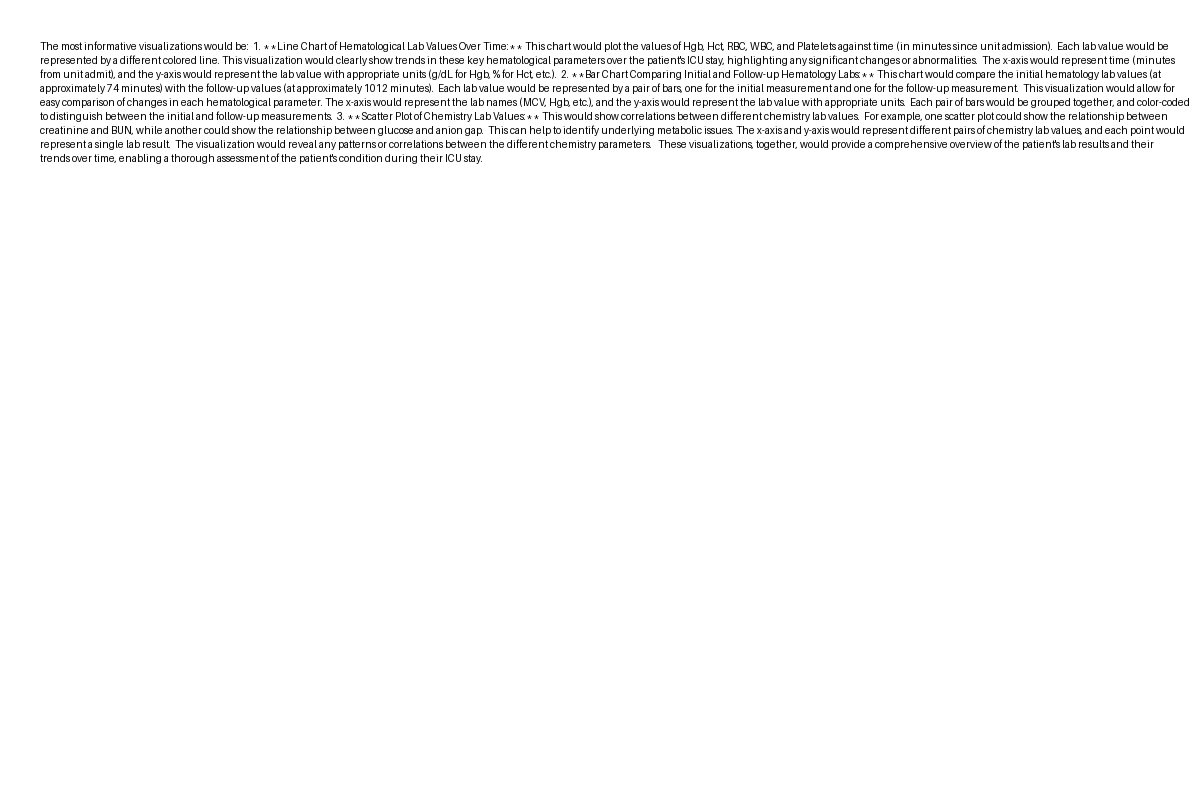 The most informative visualizations would be:  1. **Line Chart of Hematological Lab Values Over Time:** This chart would plot the values of Hgb, Hct, RBC, WBC, and Platelets against time (in minutes since unit admission).  Each lab value would be
represented by a different colored line. This visualization would clearly show trends in these key hematological parameters over the patient's ICU stay, highlighting any significant changes or abnormalities.  The x-axis would represent time (minutes
from unit admit), and the y-axis would represent the lab value with appropriate units (g/dL for Hgb, % for Hct, etc.).  2. **Bar Chart Comparing Initial and Follow-up Hematology Labs:** This chart would compare the initial hematology lab values (at
approximately 74 minutes) with the follow-up values (at approximately 1012 minutes).  Each lab value would be represented by a pair of bars, one for the initial measurement and one for the follow-up measurement.  This visualization would allow for
easy comparison of changes in each hematological parameter. The x-axis would represent the lab names (MCV, Hgb, etc.), and the y-axis would represent the lab value with appropriate units.  Each pair of bars would be grouped together, and color-coded
to distinguish between the initial and follow-up measurements.  3. **Scatter Plot of Chemistry Lab Values:** This would show correlations between different chemistry lab values.  For example, one scatter plot could show the relationship between
creatinine and BUN, while another could show the relationship between glucose and anion gap.  This can help to identify underlying metabolic issues. The x-axis and y-axis would represent different pairs of chemistry lab values, and each point would
represent a single lab result.  The visualization would reveal any patterns or correlations between the different chemistry parameters.   These visualizations, together, would provide a comprehensive overview of the patient's lab results and their
trends over time, enabling a thorough assessment of the patient's condition during their ICU stay.